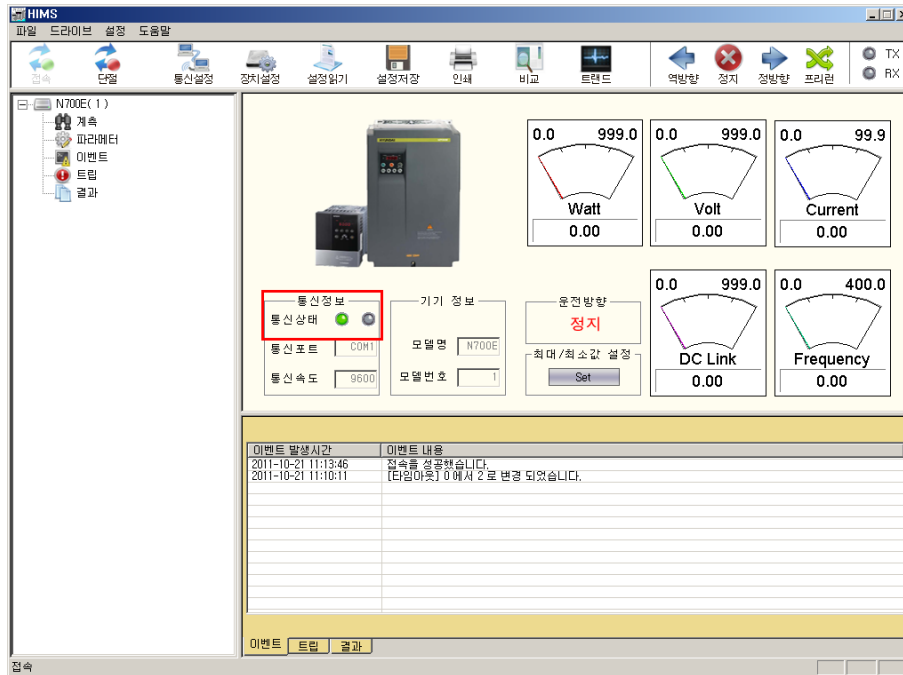 HIMS
파일 드라이브 설정 도움말
접속 단절 통신설정 장치설정 설정읽기 설정저장 인쇄 비교 트랜드 역방향 정지 정방향 프리런
TX
RX
N700E( 1 )
계측
파라메터
이벤트
트립
결과
0.0 999.0
Watt
0.00
0.0 999.0
Volt
0.00
0.0 99.9
Current
0.00
통신정보
통신상태
통신포트 COM1
통신속도 9600
기기 정보
모델명 N700E
모델번호 1
운전방향
정지
최대/최소값 설정
Set
0.0 999.0
DC Link
0.00
0.0 400.0
Frequency
0.00
이벤트 발생시간 이벤트 내용
2011-10-21 11:13:46 접속을 성공했습니다.
2011-10-21 11:10:11 [타임아웃] 0 에서 2 로 변경 되었습니다.
이벤트 트립 결과
접속